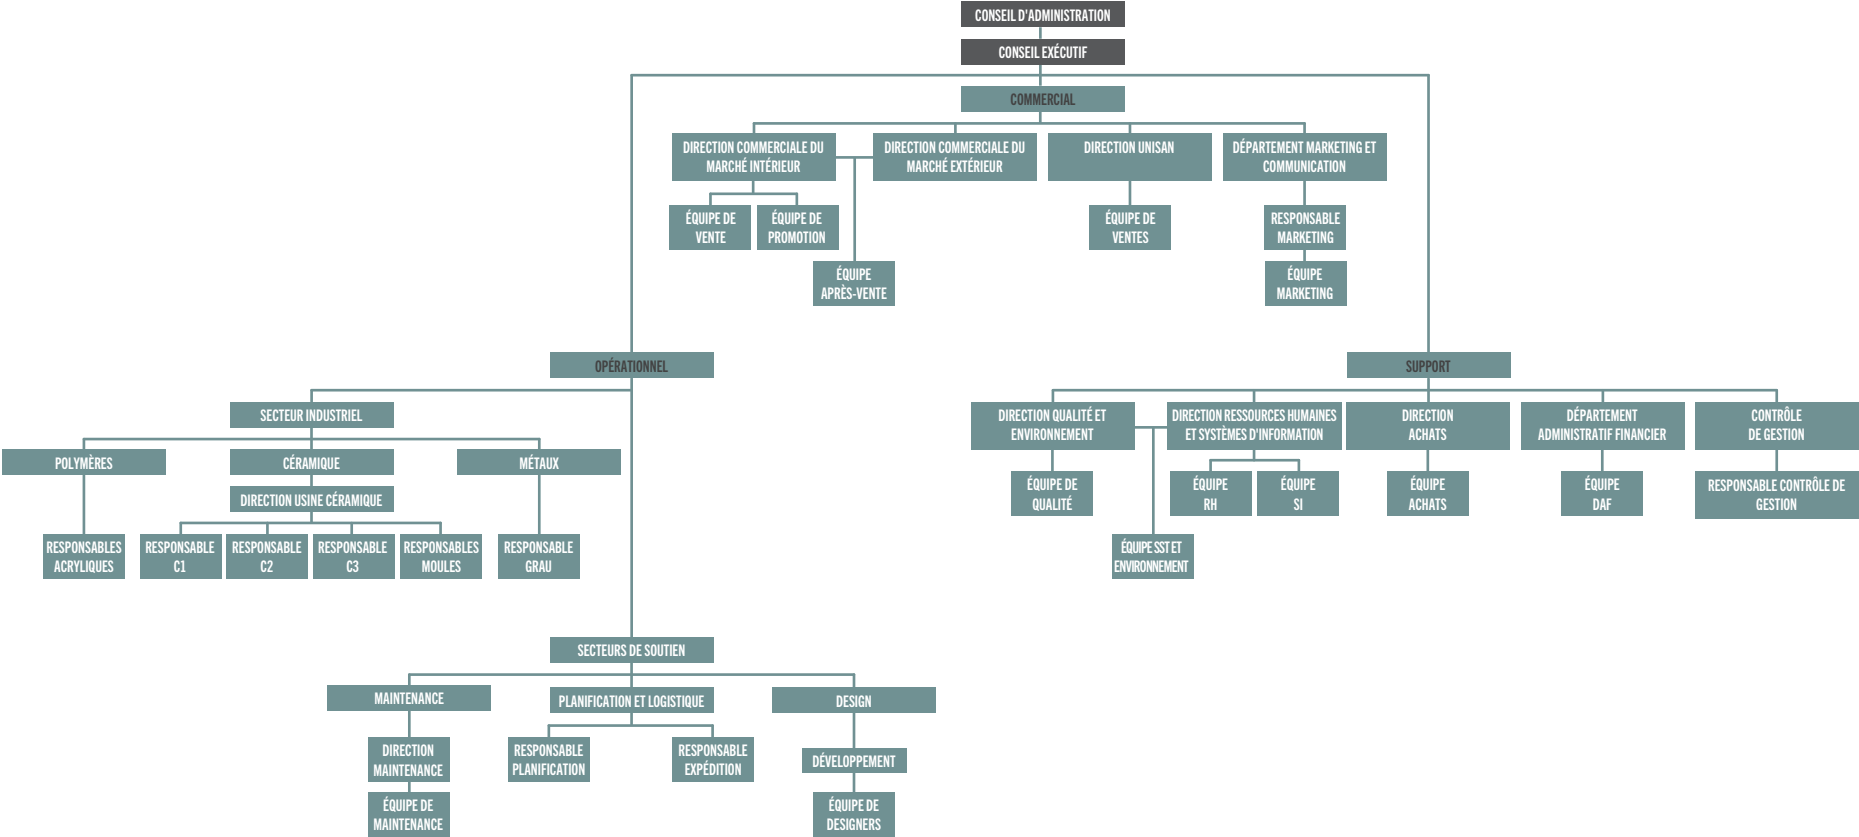 CONSEIL D'ADMINISTRATION
CONSEIL EXÉCUTIF
COMMERCIAL
DIRECTION COMMERCIALE DU
MARCHÉ INTÉRIEUR
DIRECTION COMMERCIALE DU
MARCHÉ EXTÉRIEUR
DIRECTION UNISAN
DÉPARTEMENT MARKETING ET
COMMUNICATION
ÉQUIPE DE
VENTE
ÉQUIPE DE
PROMOTION
ÉQUIPE DE
VENTES
RESPONSABLE
MARKETING
ÉQUIPE
APRÈS-VENTE
ÉQUIPE
MARKETING
OPÉRATIONNEL
SUPPORT
SECTEUR INDUSTRIEL
POLYMÈRES
CÉRAMIQUE
MÉTAUX
DIRECTION USINE CÉRAMIQUE
RESPONSABLES
ACRYLIQUES
RESPONSABLE
C1
RESPONSABLE
C2
RESPONSABLE
C3
RESPONSABLES
MOULES
RESPONSABLE
GRAU
DIRECTION QUALITÉ ET
ENVIRONNEMENT
DIRECTION RESSOURCES HUMAINES
ET SYSTÈMES D'INFORMATION
DIRECTION
ACHATS
DÉPARTEMENT
ADMINISTRATIF FINANCIER
CONTRÔLE
DE GESTION
ÉQUIPE DE
QUALITÉ
ÉQUIPE
RH
ÉQUIPE
SI
ÉQUIPE
ACHATS
ÉQUIPE
DAF
RESPONSABLE CONTRÔLE DE
GESTION
ÉQUIPE SST ET
ENVIRONNEMENT
SECTEURS DE SOUTIEN
MAINTENANCE
PLANIFICATION ET LOGISTIQUE
DESIGN
DIRECTION
MAINTENANCE
RESPONSABLE
PLANIFICATION
RESPONSABLE
EXPÉDITION
DÉVELOPPEMENT
ÉQUIPE DE
MAINTENANCE
ÉQUIPE DE
DESIGNERS